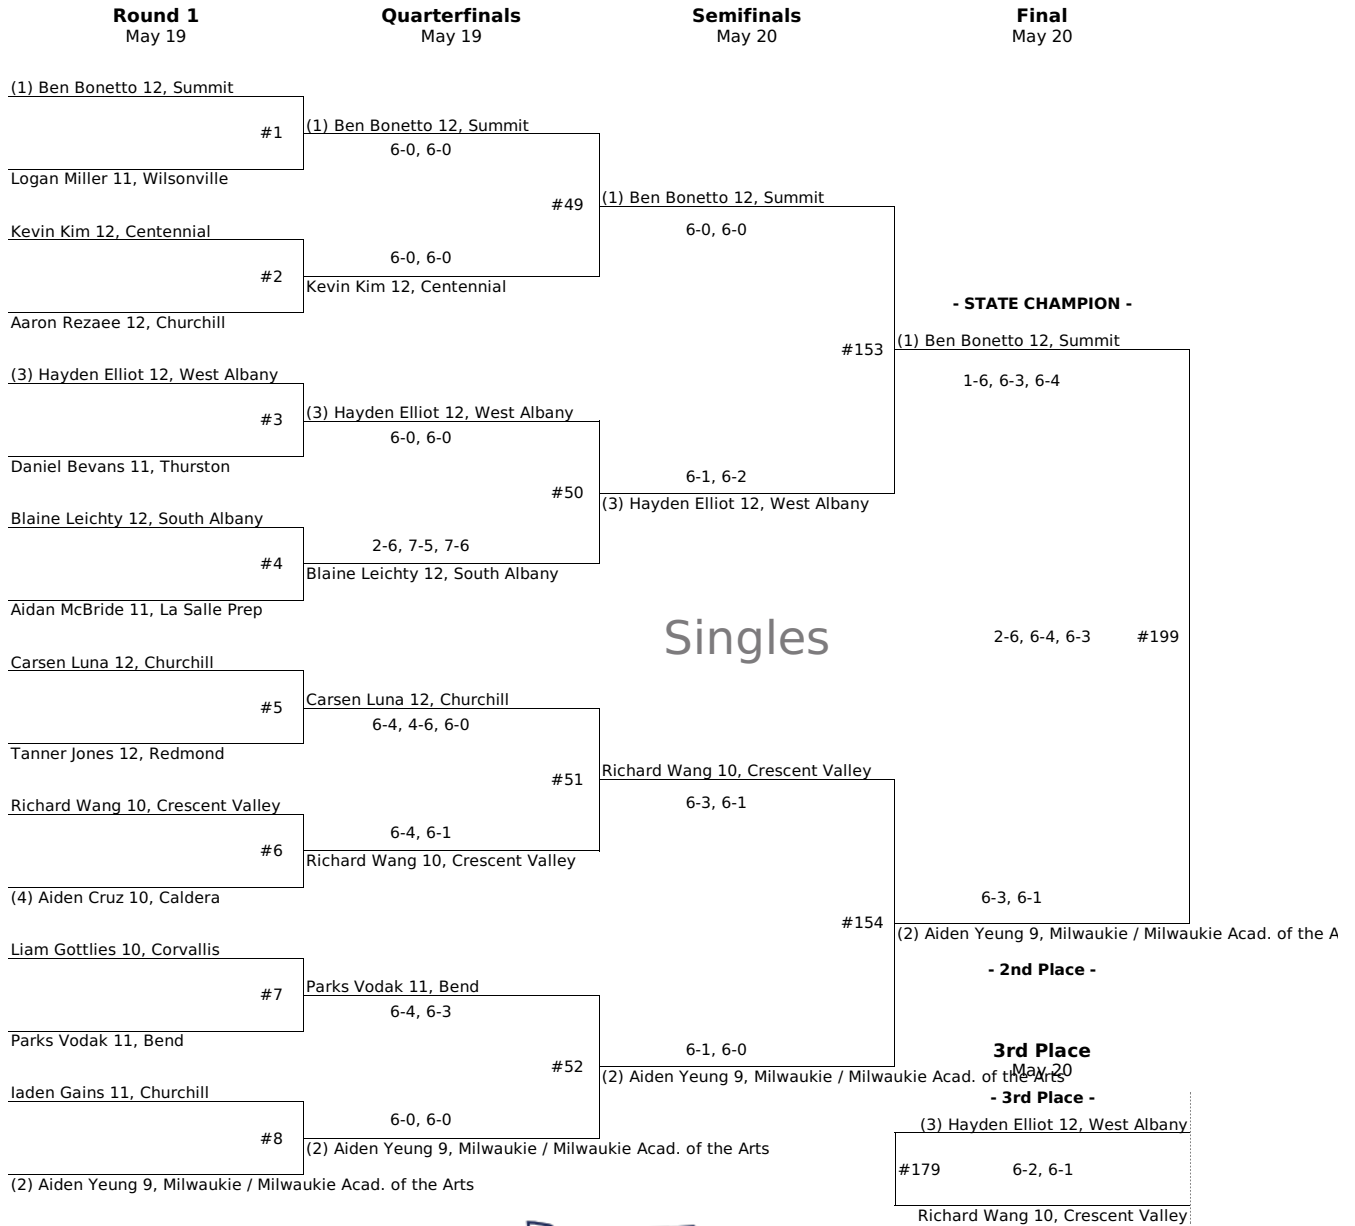 Round 1 Quarterfinals Semifinals Final
May 19 May 19 May 20 May 20
(1) Ben Bonetto 12, Summit
#1
Logan Miller 11, Wilsonville
Kevin Kim 12, Centennial
#2
Aaron Rezaee 12, Churchill
(3) Hayden Elliot 12, West Albany
#3
Daniel Bevans 11, Thurston
Blaine Leichty 12, South Albany
#4
Aidan McBride 11, La Salle Prep
Carsen Luna 12, Churchill
#5
Tanner Jones 12, Redmond
Richard Wang 10, Crescent Valley
#6
(4) Aiden Cruz 10, Caldera
Liam Gottlies 10, Corvallis
#7
Parks Vodak 11, Bend
Iaden Gains 11, Churchill
#8
(2) Aiden Yeung 9, Milwaukie / Milwaukie Acad. of the Arts
(1) Ben Bonetto 12, Summit
6-0, 6-0
#49
6-0, 6-0
Kevin Kim 12, Centennial
(3) Hayden Elliot 12, West Albany
6-0, 6-0
#50
2-6, 7-5, 7-6
Blaine Leichty 12, South Albany
Carsen Luna 12, Churchill
6-4, 4-6, 6-0
#51
6-4, 6-1
Richard Wang 10, Crescent Valley
Parks Vodak 11, Bend
6-4, 6-3
#52
6-0, 6-0
(2) Aiden Yeung 9, Milwaukie / Milwaukie Acad. of the Arts
(1) Ben Bonetto 12, Summit
6-0, 6-0
#153
6-1, 6-2
(3) Hayden Elliot 12, West Albany
Singles
Richard Wang 10, Crescent Valley
6-3, 6-1
#154
6-1, 6-0
(2) Aiden Yeung 9, Milwaukie / Milwaukie Acad. of the Arts
- STATE CHAMPION -
(1) Ben Bonetto 12, Summit
1-6, 6-3, 6-4
2-6, 6-4, 6-3 #199
6-3, 6-1
(2) Aiden Yeung 9, Milwaukie / Milwaukie Acad. of the A
- 2nd Place -
3rd Place
May 20
- 3rd Place -
(3) Hayden Elliot 12, West Albany
#179 6-2, 6-1
Richard Wang 10, Crescent Valley